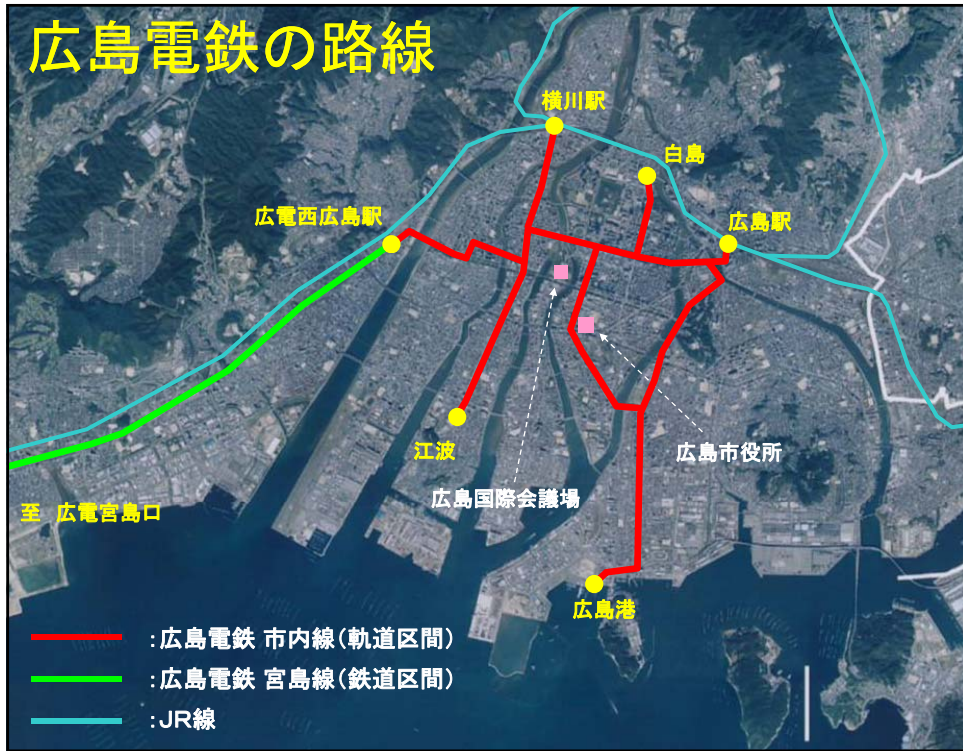 広島電鉄の路線
横川駅
白島
広電西広島駅
広島駅
江波
広島市役所
広島国際会議場
至 広電宮島口
広島港
:広島電鉄 市内線(軌道区間)
:広島電鉄 宮島線(鉄道区間)
:JR線